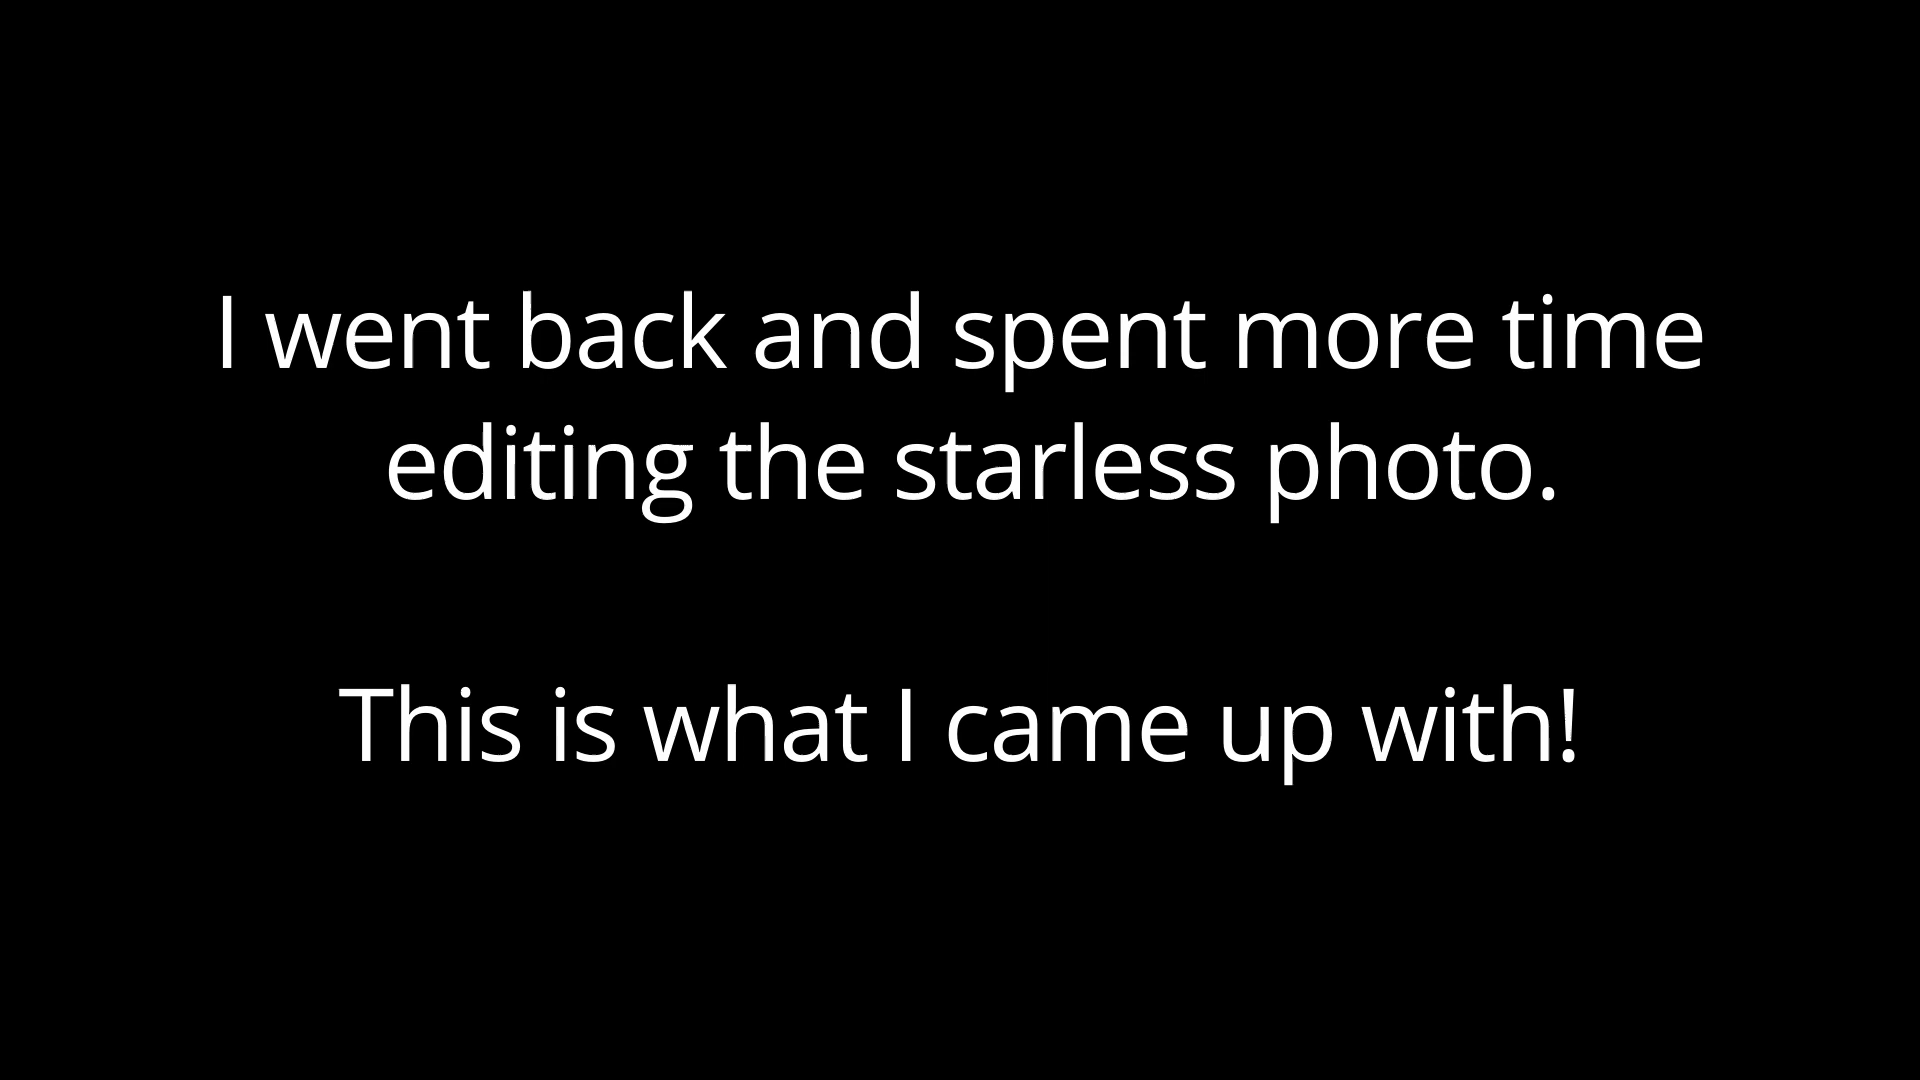 I went back and spent more time
editing the starless photo.
This is what I came up with!